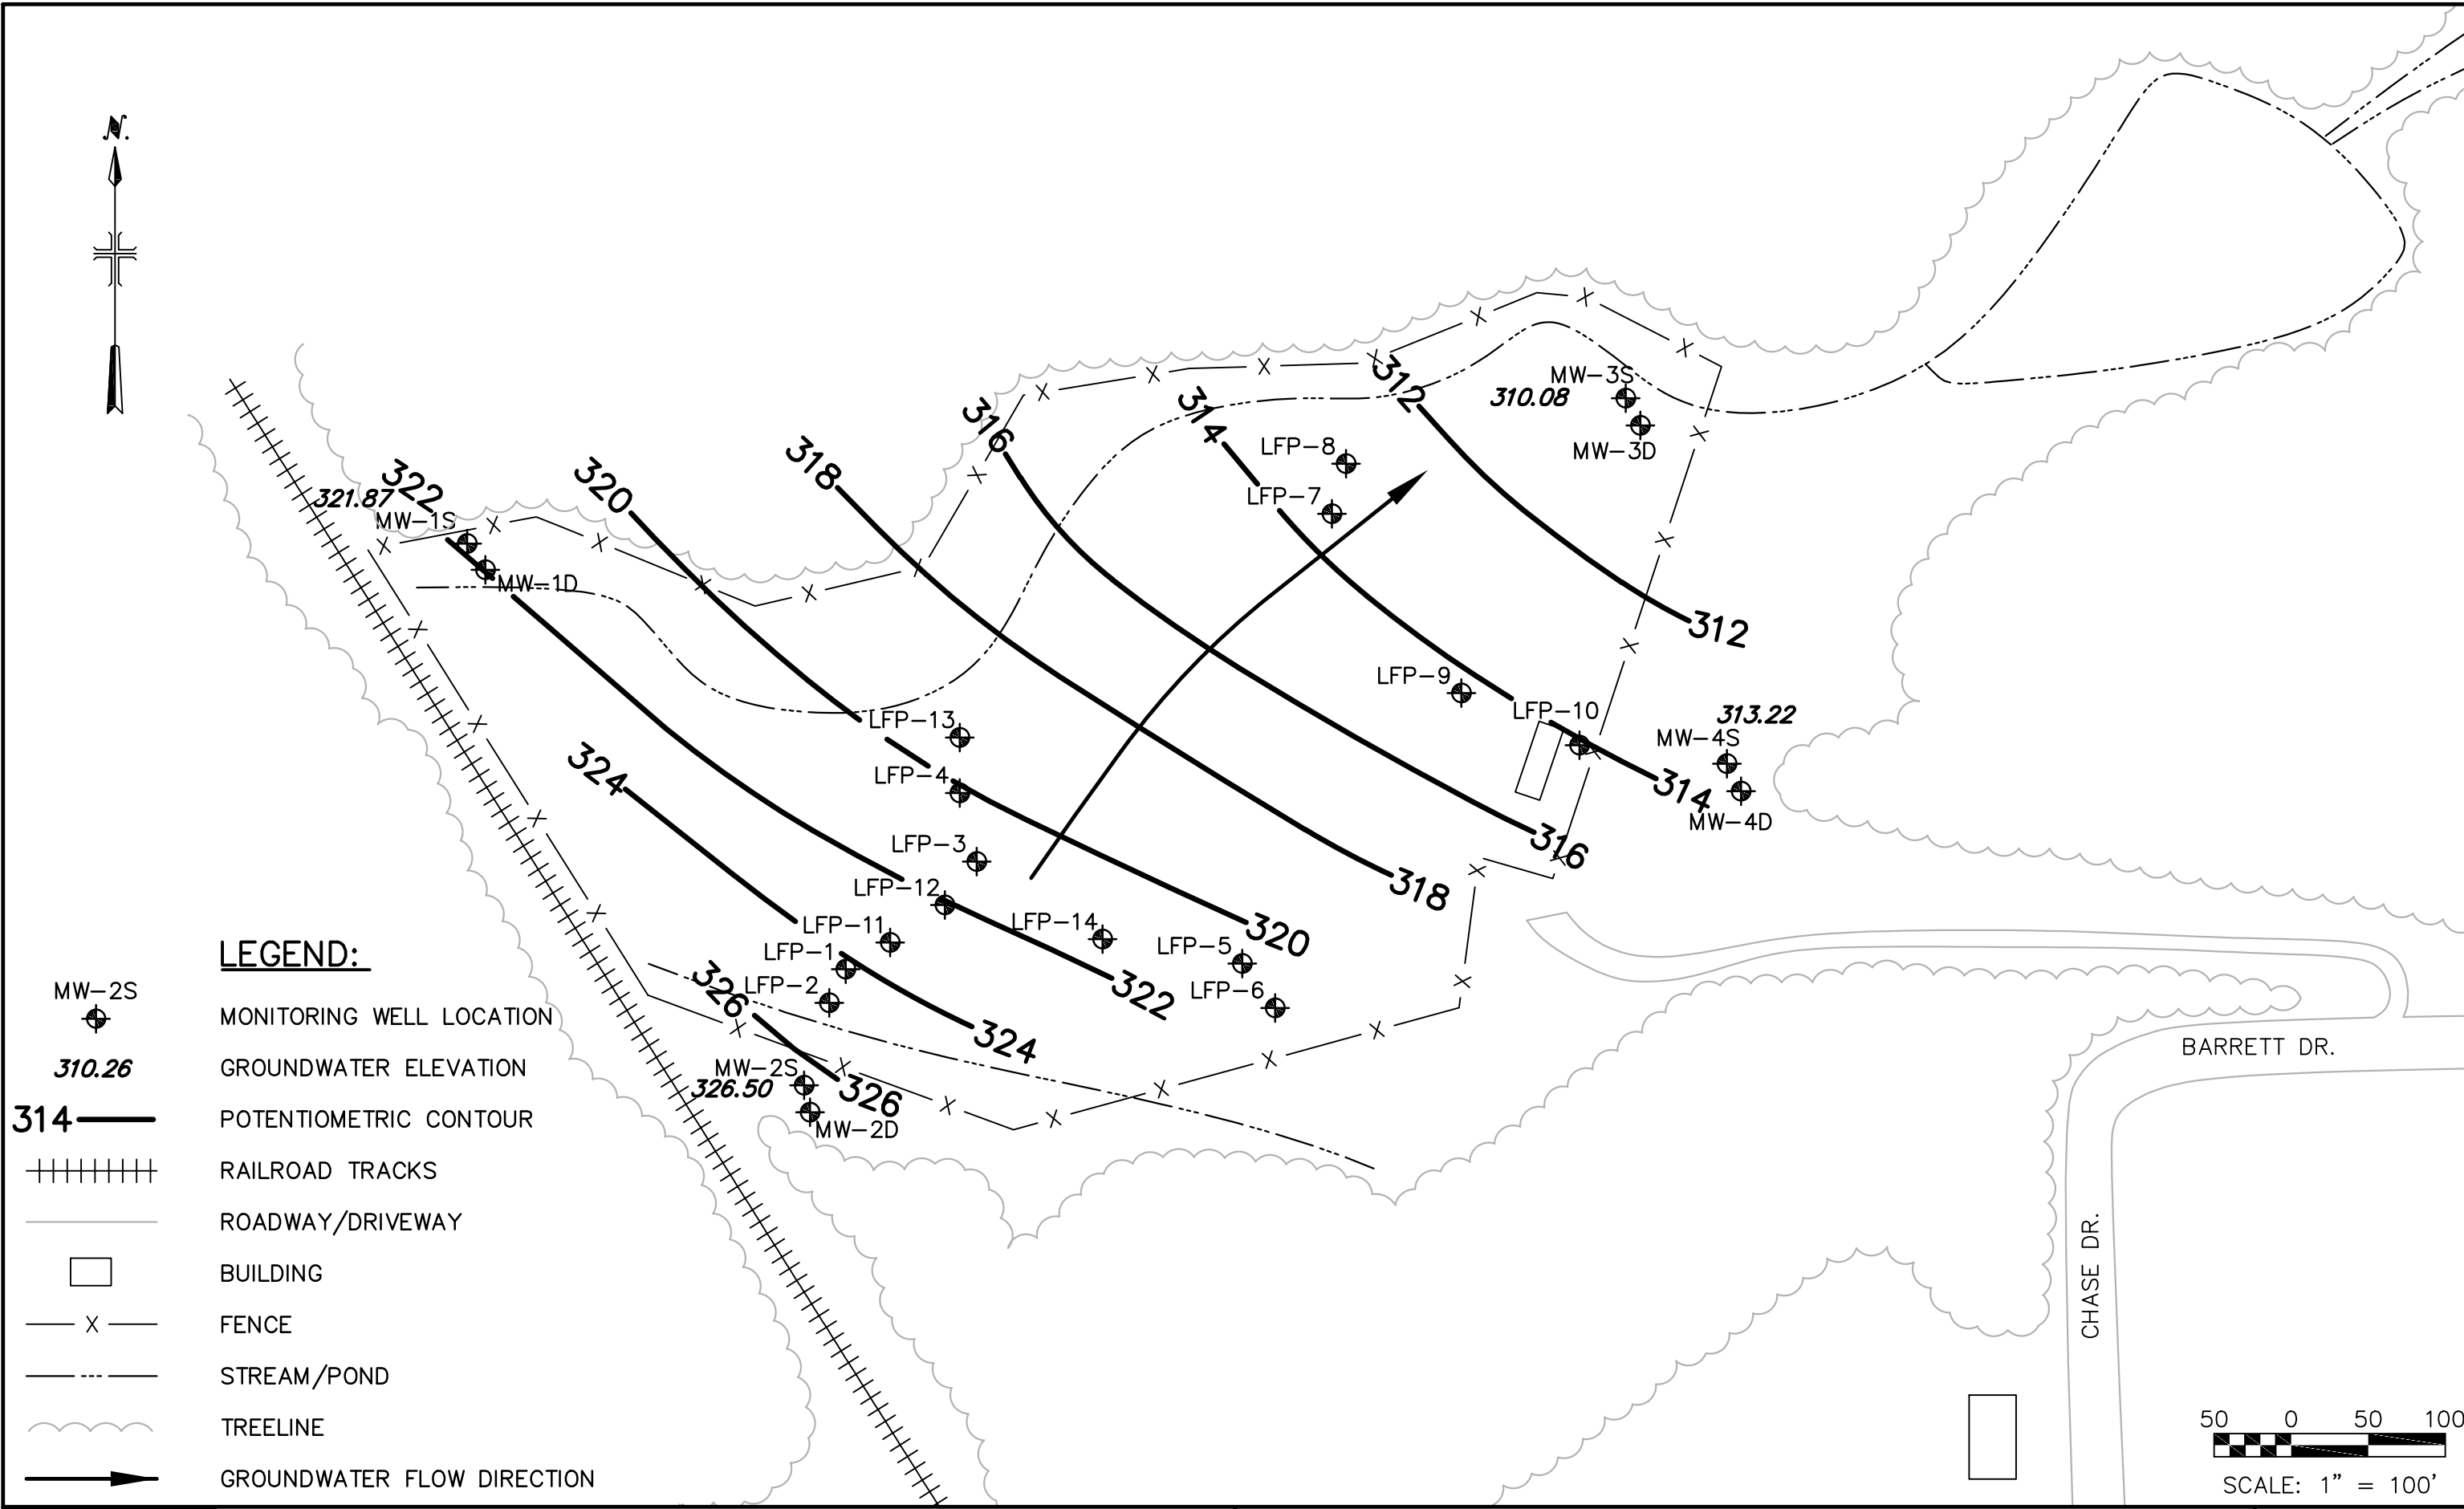 N.
312
MW-3S
310.08
MW-3D
314
LFP-8
LFP-7
316
318
320
322
321.87
MW-1S
MW-1D
312
LFP-9
LFP-10
313.22
MW-4S
314
MW-4D
LFP-13
LFP-4
324
LFP-3
316
318
LFP-12
LFP-14
LFP-11
LFP-1
LFP-5
320
LFP-2
LFP-6
322
326
324
MW-2S
326.50
326
MW-2D
BARRETT DR.
CHASE DR.
LEGEND:
MW-2S
MONITORING WELL LOCATION
310.26 GROUNDWATER ELEVATION
314 POTENTIOMETRIC CONTOUR
RAILROAD TRACKS
ROADWAY/DRIVEWAY
BUILDING
X FENCE
STREAM/POND
TREELINE
GROUNDWATER FLOW DIRECTION
50 0 50 100
SCALE: 1" = 100'